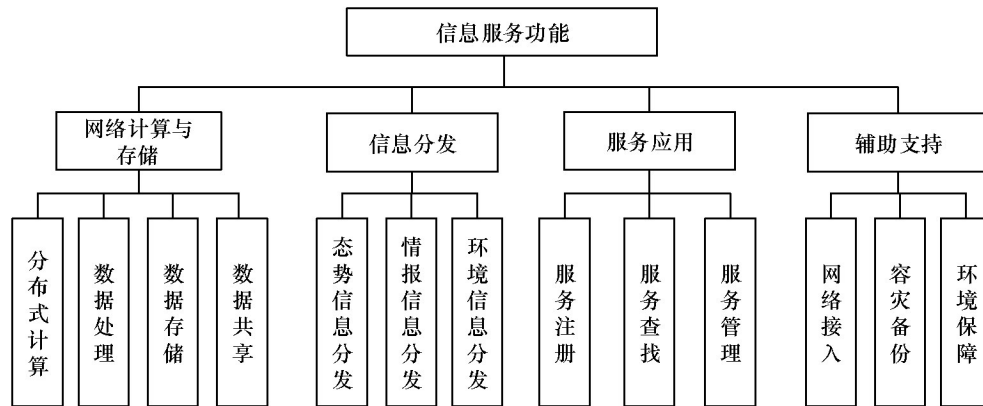 信息服务功能
网络计算与
存储
信息分发
服务应用
辅助支持
分布式计算
数据处理
数据存储
数据共享
态势信息分发
情报信息分发
环境信息分发
服务注册
服务查找
服务管理
网络接入
容灾备份
环境保障